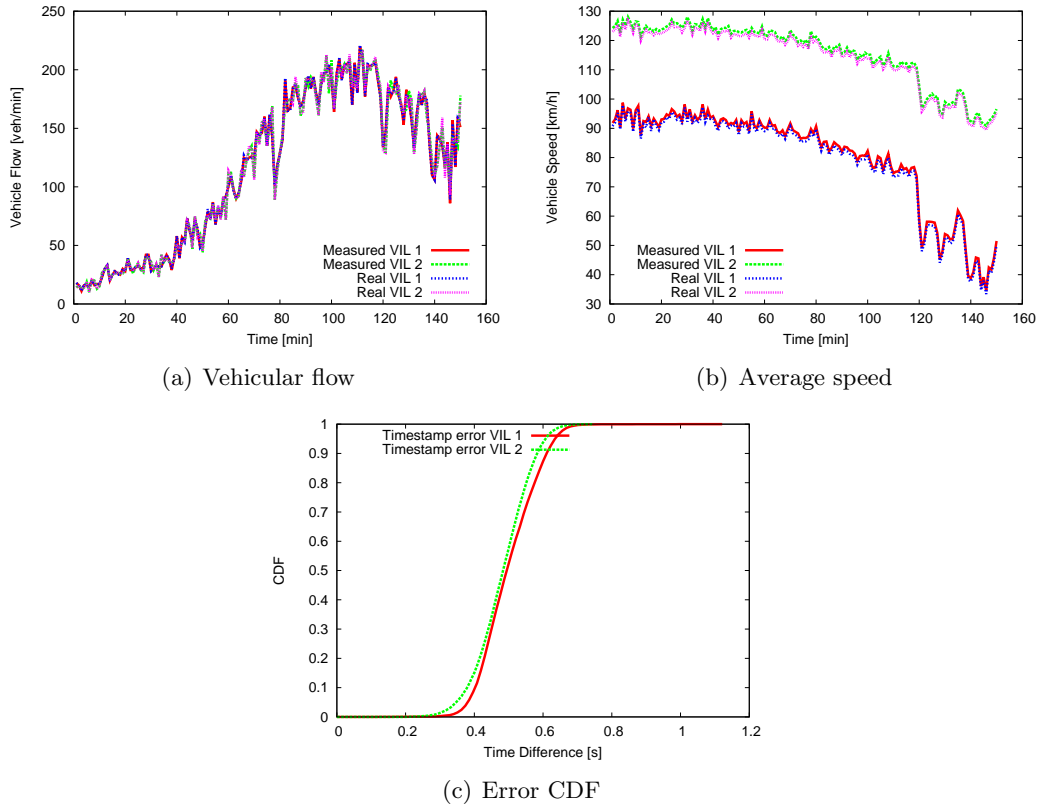 Vehicle Flow [veh/min]
250
200
150
100
50
0
0 20 40 60 80 100 120 140 160
Time [min]
Measured VIL 1
Measured VIL 2
Real VIL 1
Real VIL 2
(a) Vehicular flow
Vehicle Speed [km/h]
130
120
110
100
90
80
70
60
50
40
30
0 20 40 60 80 100 120 140 160
Time [min]
Measured VIL 1
Measured VIL 2
Real VIL 1
Real VIL 2
(b) Average speed
CDF
1
0.9
0.8
0.7
0.6
0.5
0.4
0.3
0.2
0.1
0
0 0.2 0.4 0.6 0.8 1 1.2
Time Difference [s]
Timestamp error VIL 1
Timestamp error VIL 2
(c) Error CDF